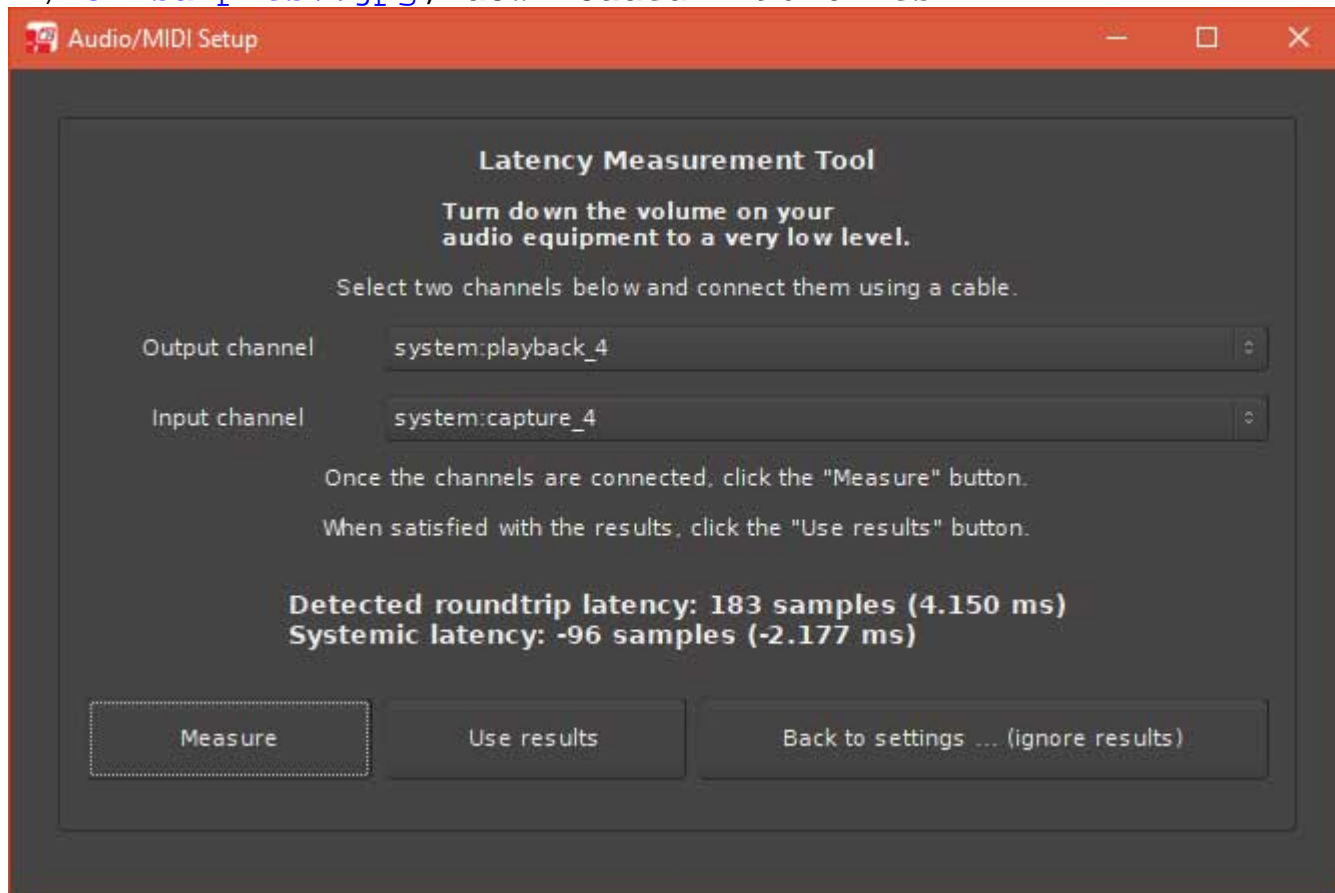 Audio/MIDI Setup
Latency Measurement Tool
Turn down the volume on your
audio equipment to a very low level.
Select two channels below and connect them using a cable.
Output channel system:playback_4
Input channel system:capture_4
Once the channels are connected, click the "Measure" button.
When satisfied with the results, click the "Use results" button.
Detected roundtrip latency: 183 samples (4.150 ms)
Systemic latency: -96 samples (-2.177 ms)
Measure Use results Back to settings ... (ignore results)